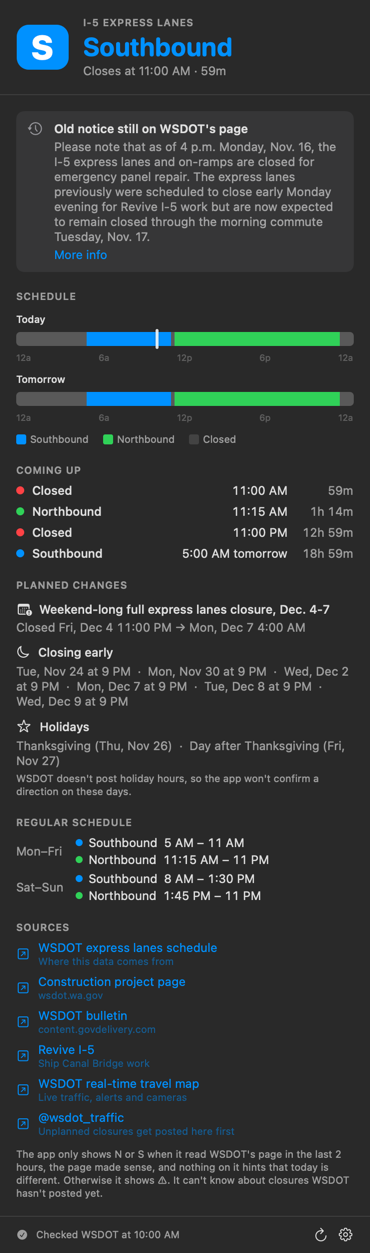 S
I-5 EXPRESS LANES
Southbound
Closes at 11:00 AM · 59m
Old notice still on WSDOT's page
Please note that as of 4 p.m. Monday, Nov. 16, the
I-5 express lanes and on-ramps are closed for
emergency panel repair. The express lanes
previously were scheduled to close early Monday
evening for Revive I-5 work but are now expected
to remain closed through the morning commute
Tuesday, Nov. 17.
More info
SCHEDULE
Today
12a 6a 12p 6p 12a
Tomorrow
12a 6a 12p 6p 12a
Southbound Northbound Closed
COMING UP
Closed 11:00 AM 59m
Northbound 11:15 AM 1h 14m
Closed 11:00 PM 12h 59m
Southbound 5:00 AM tomorrow 18h 59m
PLANNED CHANGES
Weekend-long full express lanes closure, Dec. 4-7
Closed Fri, Dec 4 11:00 PM → Mon, Dec 7 4:00 AM
Closing early
Tue, Nov 24 at 9 PM · Mon, Nov 30 at 9 PM · Wed, Dec 2
at 9 PM · Mon, Dec 7 at 9 PM · Tue, Dec 8 at 9 PM ·
Wed, Dec 9 at 9 PM
Holidays
Thanksgiving (Thu, Nov 26) · Day after Thanksgiving (Fri,
Nov 27)
WSDOT doesn't post holiday hours, so the app won't confirm a
direction on these days.
REGULAR SCHEDULE
Mon–Fri
Southbound 5 AM – 11 AM
Northbound 11:15 AM – 11 PM
Sat–Sun
Southbound 8 AM – 1:30 PM
Northbound 1:45 PM – 11 PM
SOURCES
WSDOT express lanes schedule
Where this data comes from
Construction project page
wsdot.wa.gov
WSDOT bulletin
content.govdelivery.com
Revive I-5
Ship Canal Bridge work
WSDOT real-time travel map
Live traffic, alerts and cameras
@wsdot_traffic
Unplanned closures get posted here first
The app only shows N or S when it read WSDOT's page in the last 2
hours, the page made sense, and nothing on it hints that today is
different. Otherwise it shows ⚠. It can't know about closures WSDOT
hasn't posted yet.
Checked WSDOT at 10:00 AM